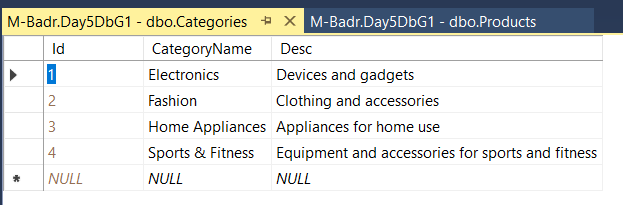 M-Badr.Day5DbG1 - dbo.Categories M-Badr.Day5DbG1 - dbo.Products
Id CategoryName Desc
1 Electronics Devices and gadgets
2 Fashion Clothing and accessories
3 Home Appliances Appliances for home use
4 Sports & Fitness Equipment and accessories for sports and fitness
* NULL NULL NULL